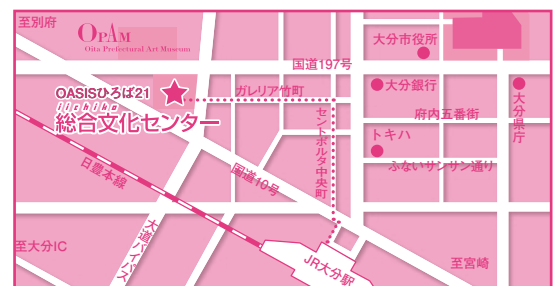 至別府
OPAM
Oita Prefectural Art Museum
国道197号
大分市役所
OASISひろば21
iichiko
総合文化センター
ガレリア竹町
大分銀行
大分県庁
府内五番街
トキハ
セントポルタ中央町
ふないサンサン通り
日豊本線
国道10号
大道バイパス
至大分IC
JR大分駅
至宮崎